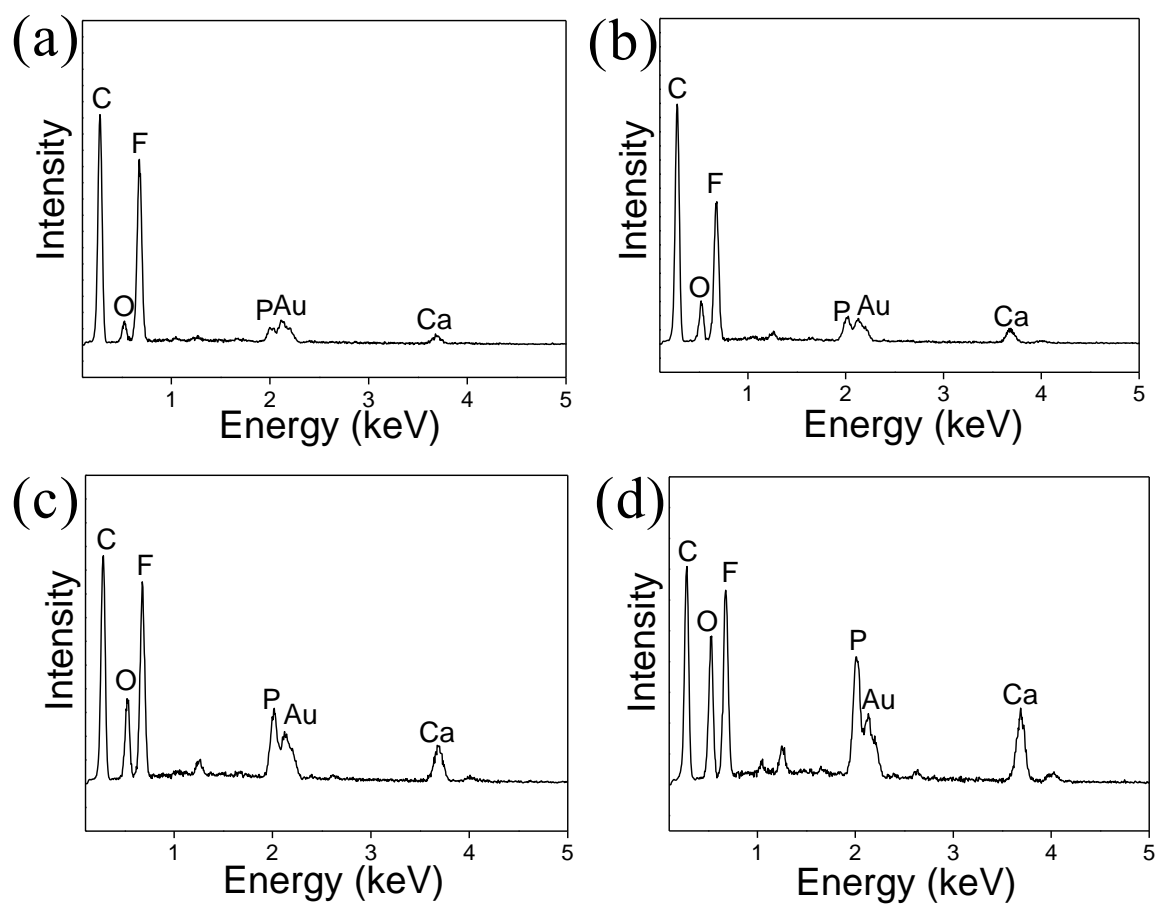 (a)
C
F
O
P Au
Ca
Intensity
1 2 3 4 5
Energy (keV)
(b)
C
F
O
P Au
Ca
Intensity
1 2 3 4 5
Energy (keV)
(c)
C
F
O
P
Au
Ca
Intensity
1 2 3 4 5
Energy (keV)
(d)
C
F
O
P
Au
Ca
Intensity
1 2 3 4 5
Energy (keV)